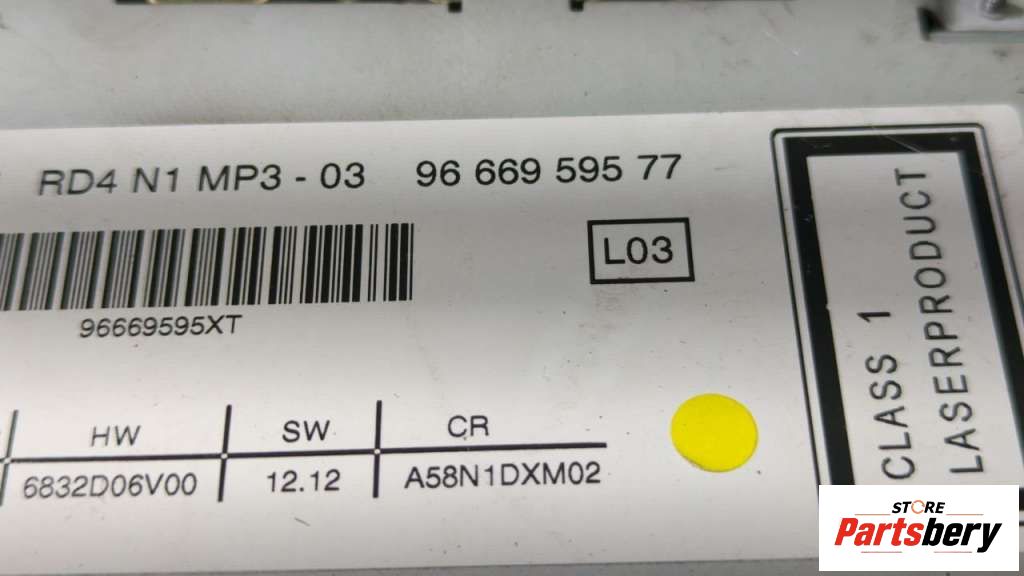 RD4 N1 MP3 - 03 96 669 595 77
L03
96669595XT
HW SW CR
6832D06V00 12.12 A58N1DXM02
CLASS 1
LASERPRODUCT
STORE
Partsbery